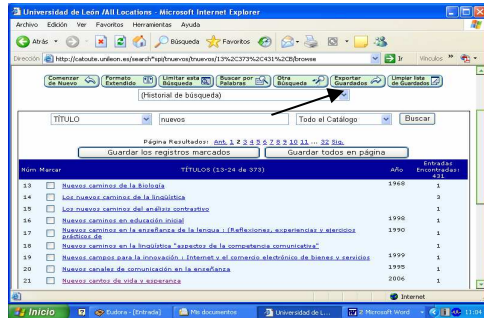 Universidad de León /All Locations - Microsoft Internet Explorer
Archivo Edición Ver Favoritos Herramientas Ayuda
Atrás Búsqueda Favoritos
Dirección http://catoute.unileon.es/search*spi/tnuevos/tnuevos/13%2C373%2C431%2CB/browse Ir Vínculos »
Comenzar de Nuevo Formato Extendido Limitar esta Búsqueda Buscar por Palabras Otra Búsqueda Exportar Guardados Limpiar lista de Guardados
(Historial de búsqueda)
TÍTULO nuevos Todo el Catálogo Buscar
Página Resultados: Ant. 1 2 3 4 5 6 7 8 9 10 11 ... 32 Sig.
Guardar los registros marcados Guardar todos en página
Núm Marcar TÍTULOS (13-24 de 373) Año Entradas Encontradas: 431
13 Nuevos caminos de la Biología 1968 1
14 Los nuevos caminos de la lingüística 3
15 Los nuevos caminos del análisis contrastivo 1
16 Nuevos caminos en educación inicial 1998 1
17 Nuevos caminos en la enseñanza de la lengua : (Reflexiones, experiencias y ejercicios prácticos de 1990 1
18 Nuevos caminos en la lingüística "aspectos de la competencia comunicativa" 1
19 Nuevos campos para la innovación : Internet y el comercio electrónico de bienes y servicios 1999 1
20 Nuevos canales de comunicación en la enseñanza 1995 1
21 Nuevos cantos de vida y esperanza 2006 1
Internet
Inicio Eudora - [Entrada] Mis documentos Universidad de L... 2 Microsoft Word 11:04